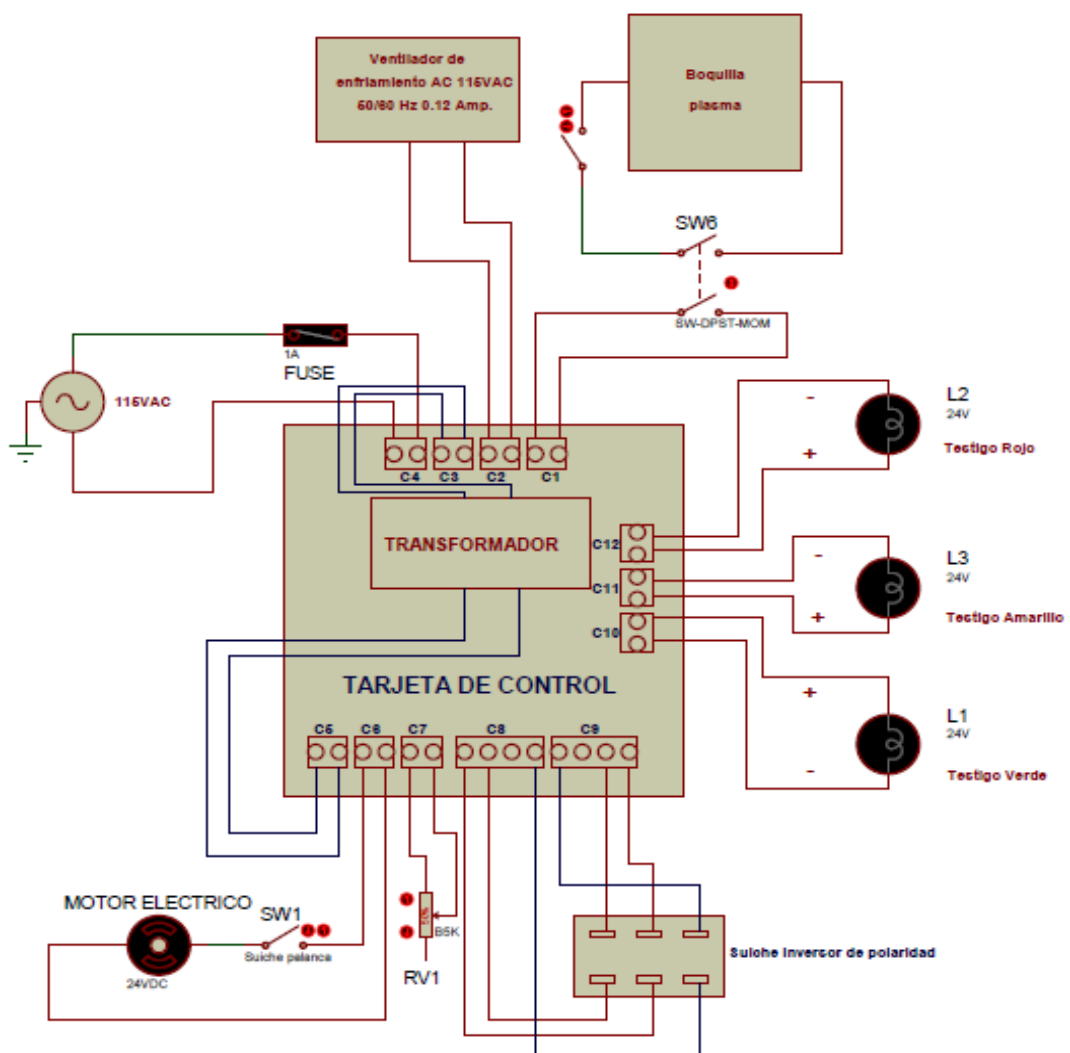 Ventilador de
enfriamiento AC 115VAC
50/60 Hz 0.12 Amp.
Boquilla
plasma
SW6
SW-DPST-MOM
1A
FUSE
115VAC
L2
24V
Testigo Rojo
-
+
C4
C3
C2
C1
TRANSFORMADOR
C12
C11
C10
L3
24V
Testigo Amarillo
-
+
TARJETA DE CONTROL
L1
24V
Testigo Verde
+
-
C5
C6
C7
C8
C9
MOTOR ELECTRICO
24VDC
SW1
Suiche palanca
50%
B5K
RV1
Suiche inversor de polaridad